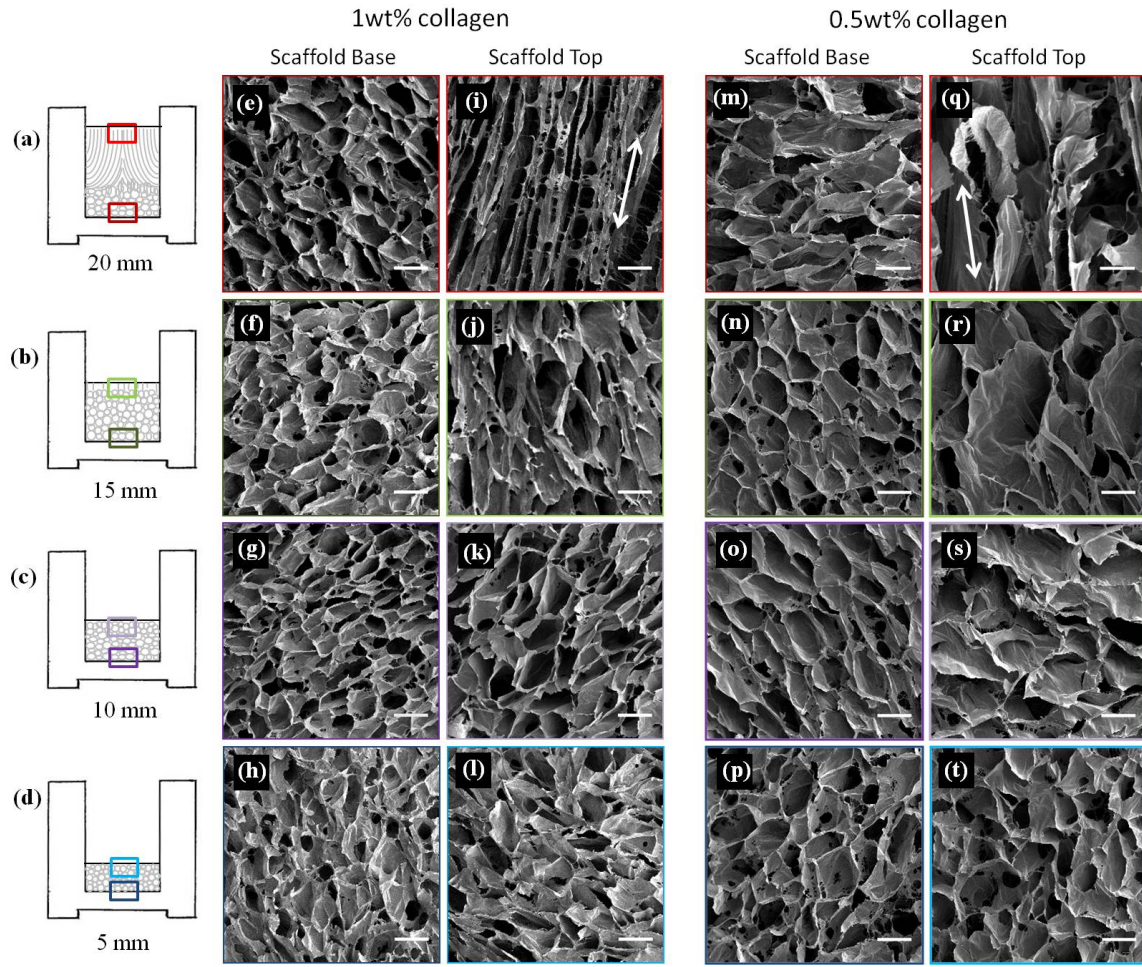 1wt% collagen 0.5wt% collagen
Scaffold Base Scaffold Top Scaffold Base Scaffold Top
(a) (e) (i) (m) (q)
20 mm
(b) (f) (j) (n) (r)
15 mm
(c) (g) (k) (o) (s)
10 mm
(d) (h) (l) (p) (t)
5 mm